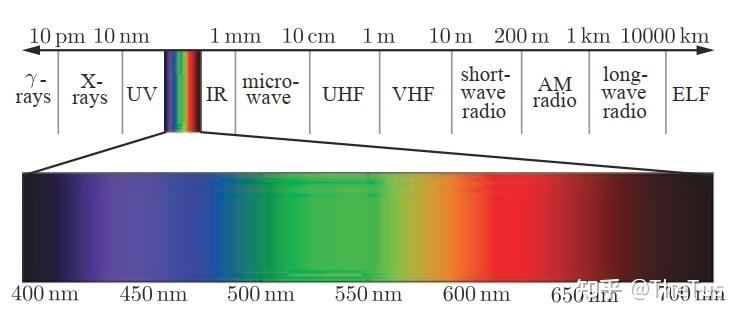 10 pm 10 nm 1 mm 10 cm 1 m 10 m 200 m 1 km 10000 km
γ-
rays
X-
rays
UV
IR
micro-
wave
UHF
VHF
short-
wave
radio
AM
radio
long-
wave
radio
ELF
400 nm 450 nm 500 nm 550 nm 600 nm 650 nm 700 nm
知乎 @TheTus